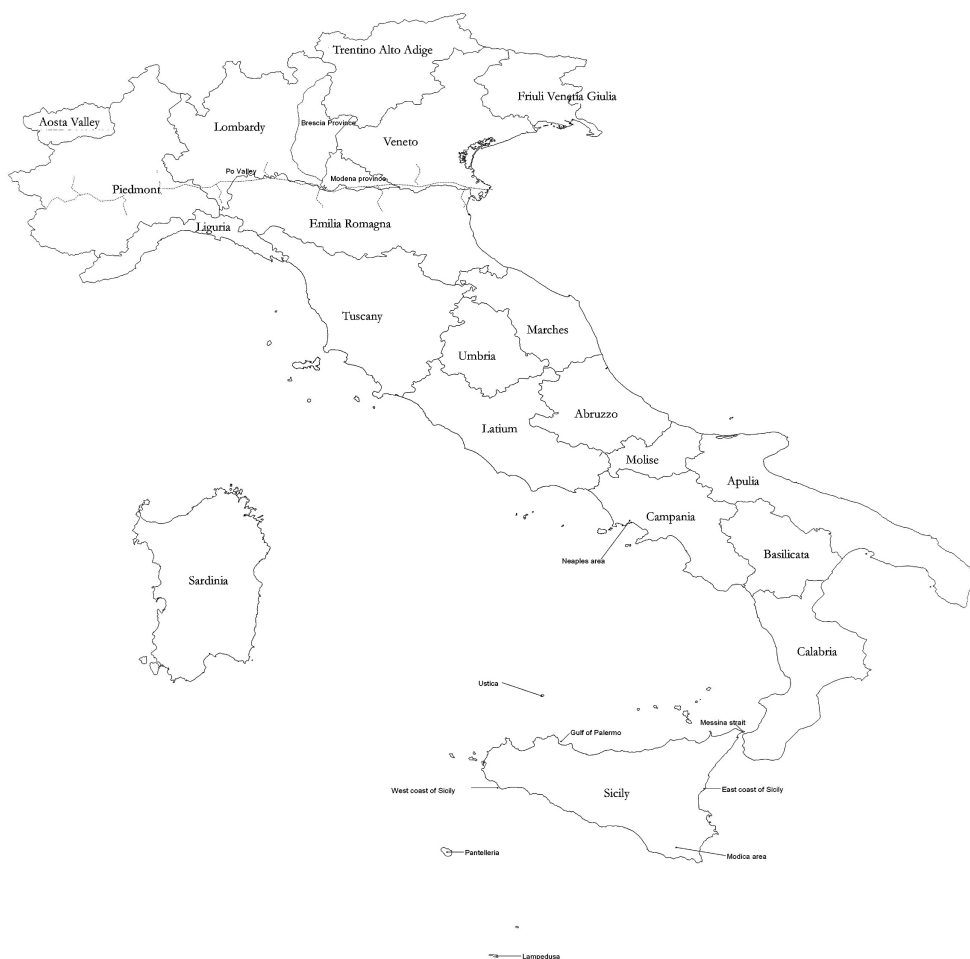 Trentino Alto Adige
Friuli Venetia Giulia
Aosta Valley
Lombardy
Brescia Province
Veneto
Po Valley
Modena province
Piedmont
Emilia Romagna
Liguria
Tuscany
Marches
Umbria
Abruzzo
Latium
Molise
Apulia
Campania
Basilicata
Neaples area
Sardinia
Calabria
Ustica
Messina strait
Gulf of Palermo
West coast of Sicily
Sicily
East coast of Sicily
Pantelleria
Modica area
Lampedusa